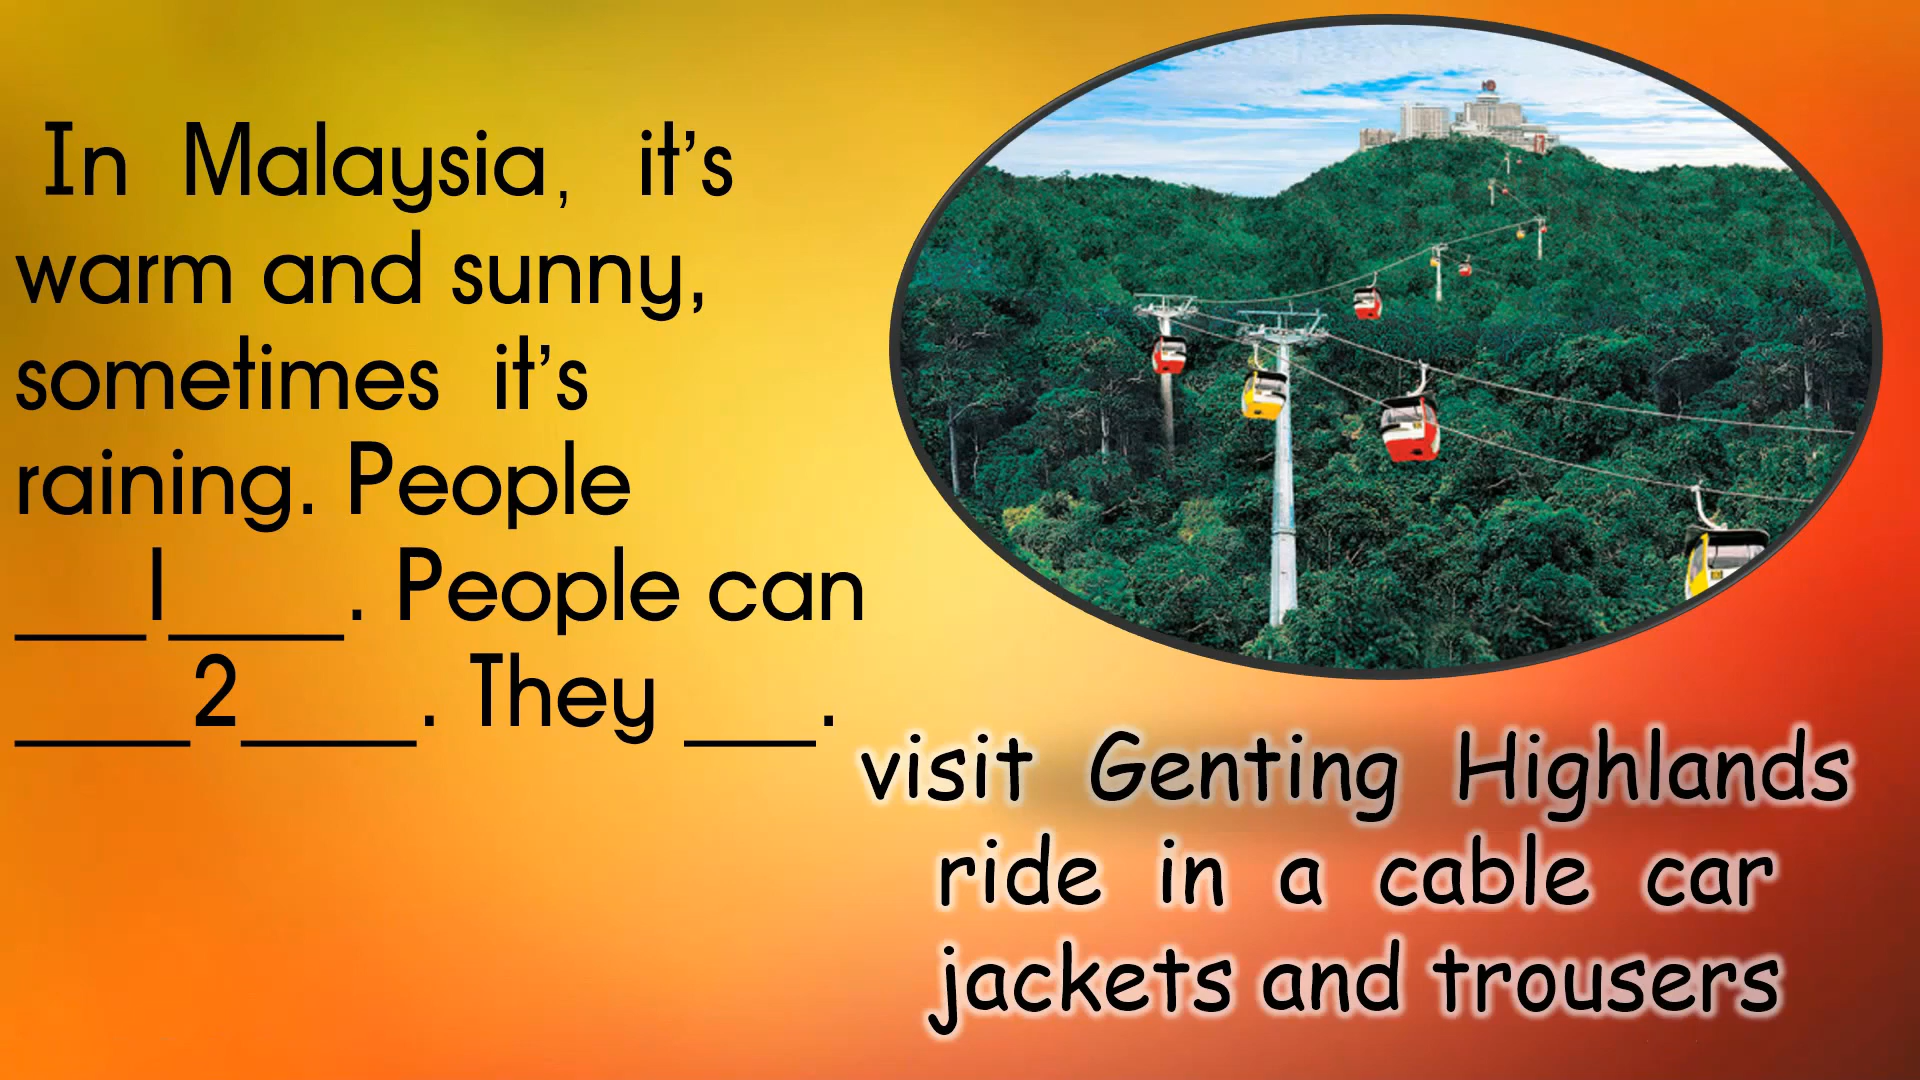 In Malaysia, it's
warm and sunny,
sometimes it's
raining. People
___1____. People can
____2____. They ___.
visit Genting Highlands
ride in a cable car
jackets and trousers